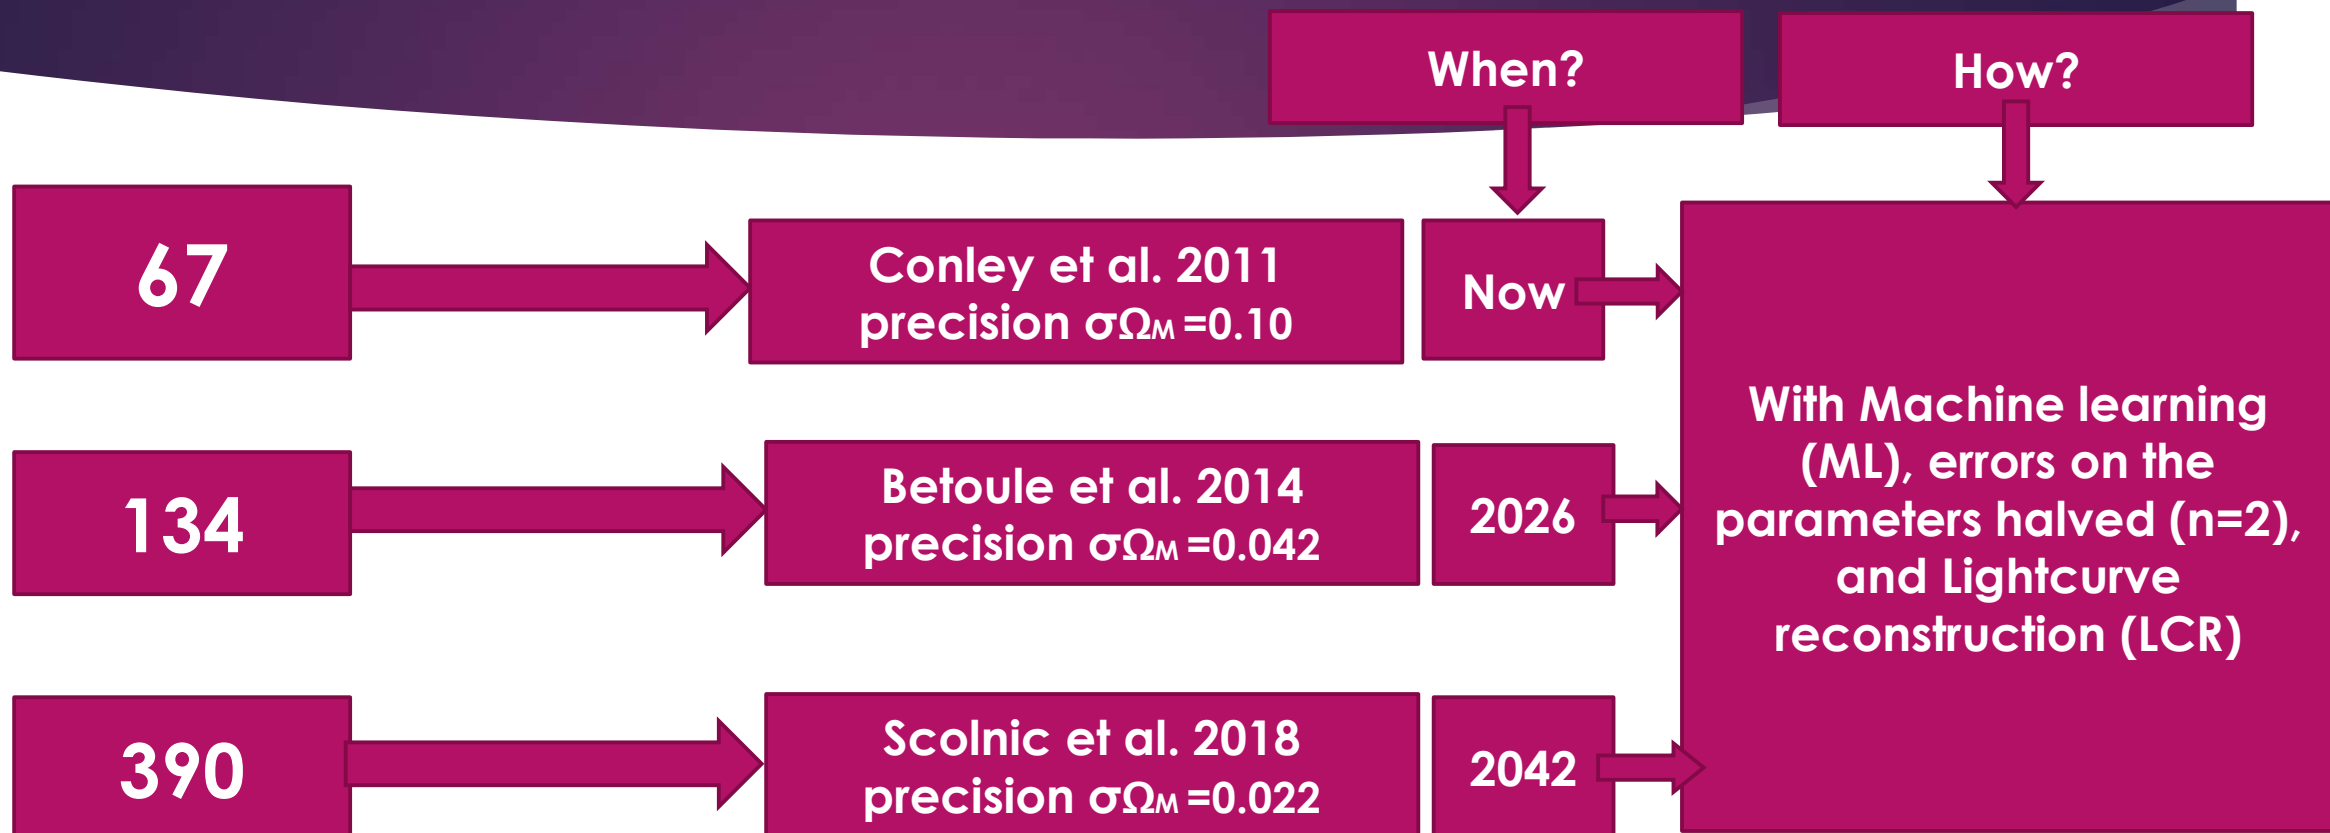 When?
How?
67
Conley et al. 2011
precision σΩM =0.10
Now
134
Betoule et al. 2014
precision σΩM =0.042
2026
390
Scolnic et al. 2018
precision σΩM =0.022
2042
With Machine learning
(ML), errors on the
parameters halved (n=2),
and Lightcurve
reconstruction (LCR)